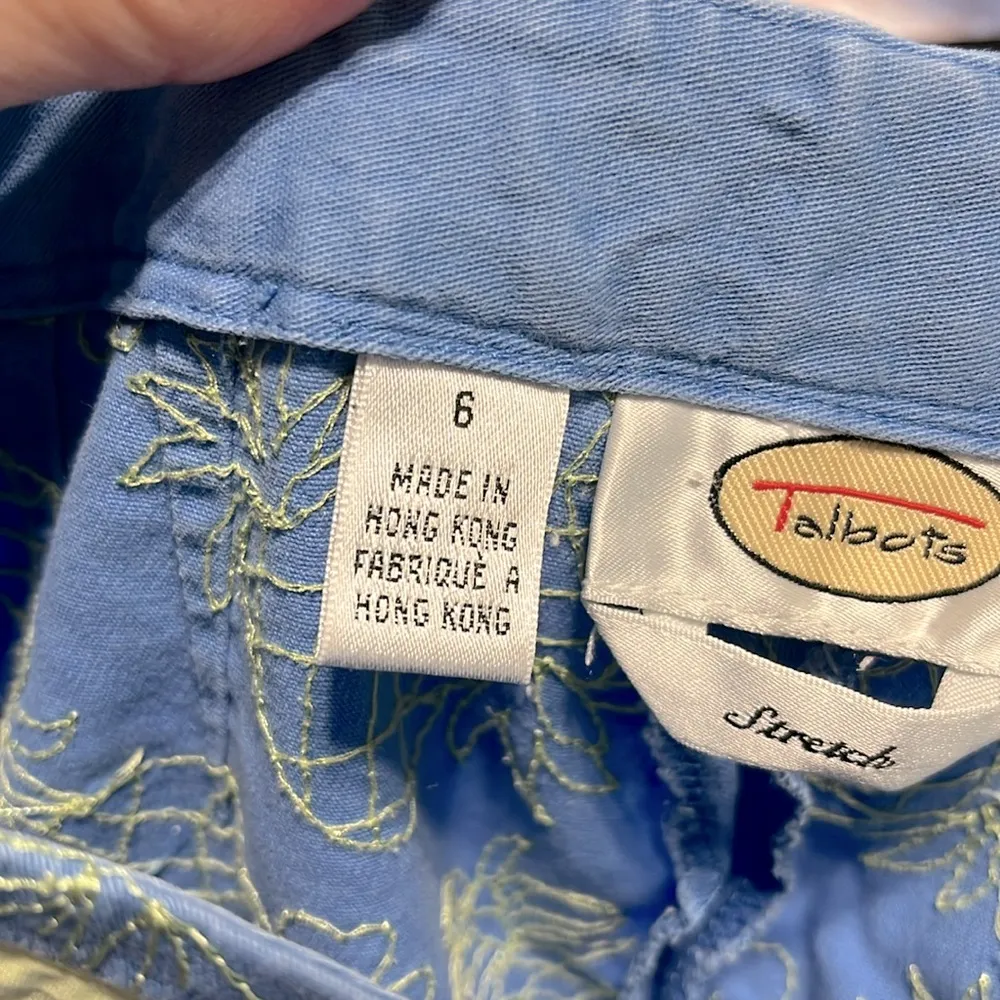 6
MADE IN
HONG KONG
FABRIQUÉ À
HONG KONG
Talbots
Stretch